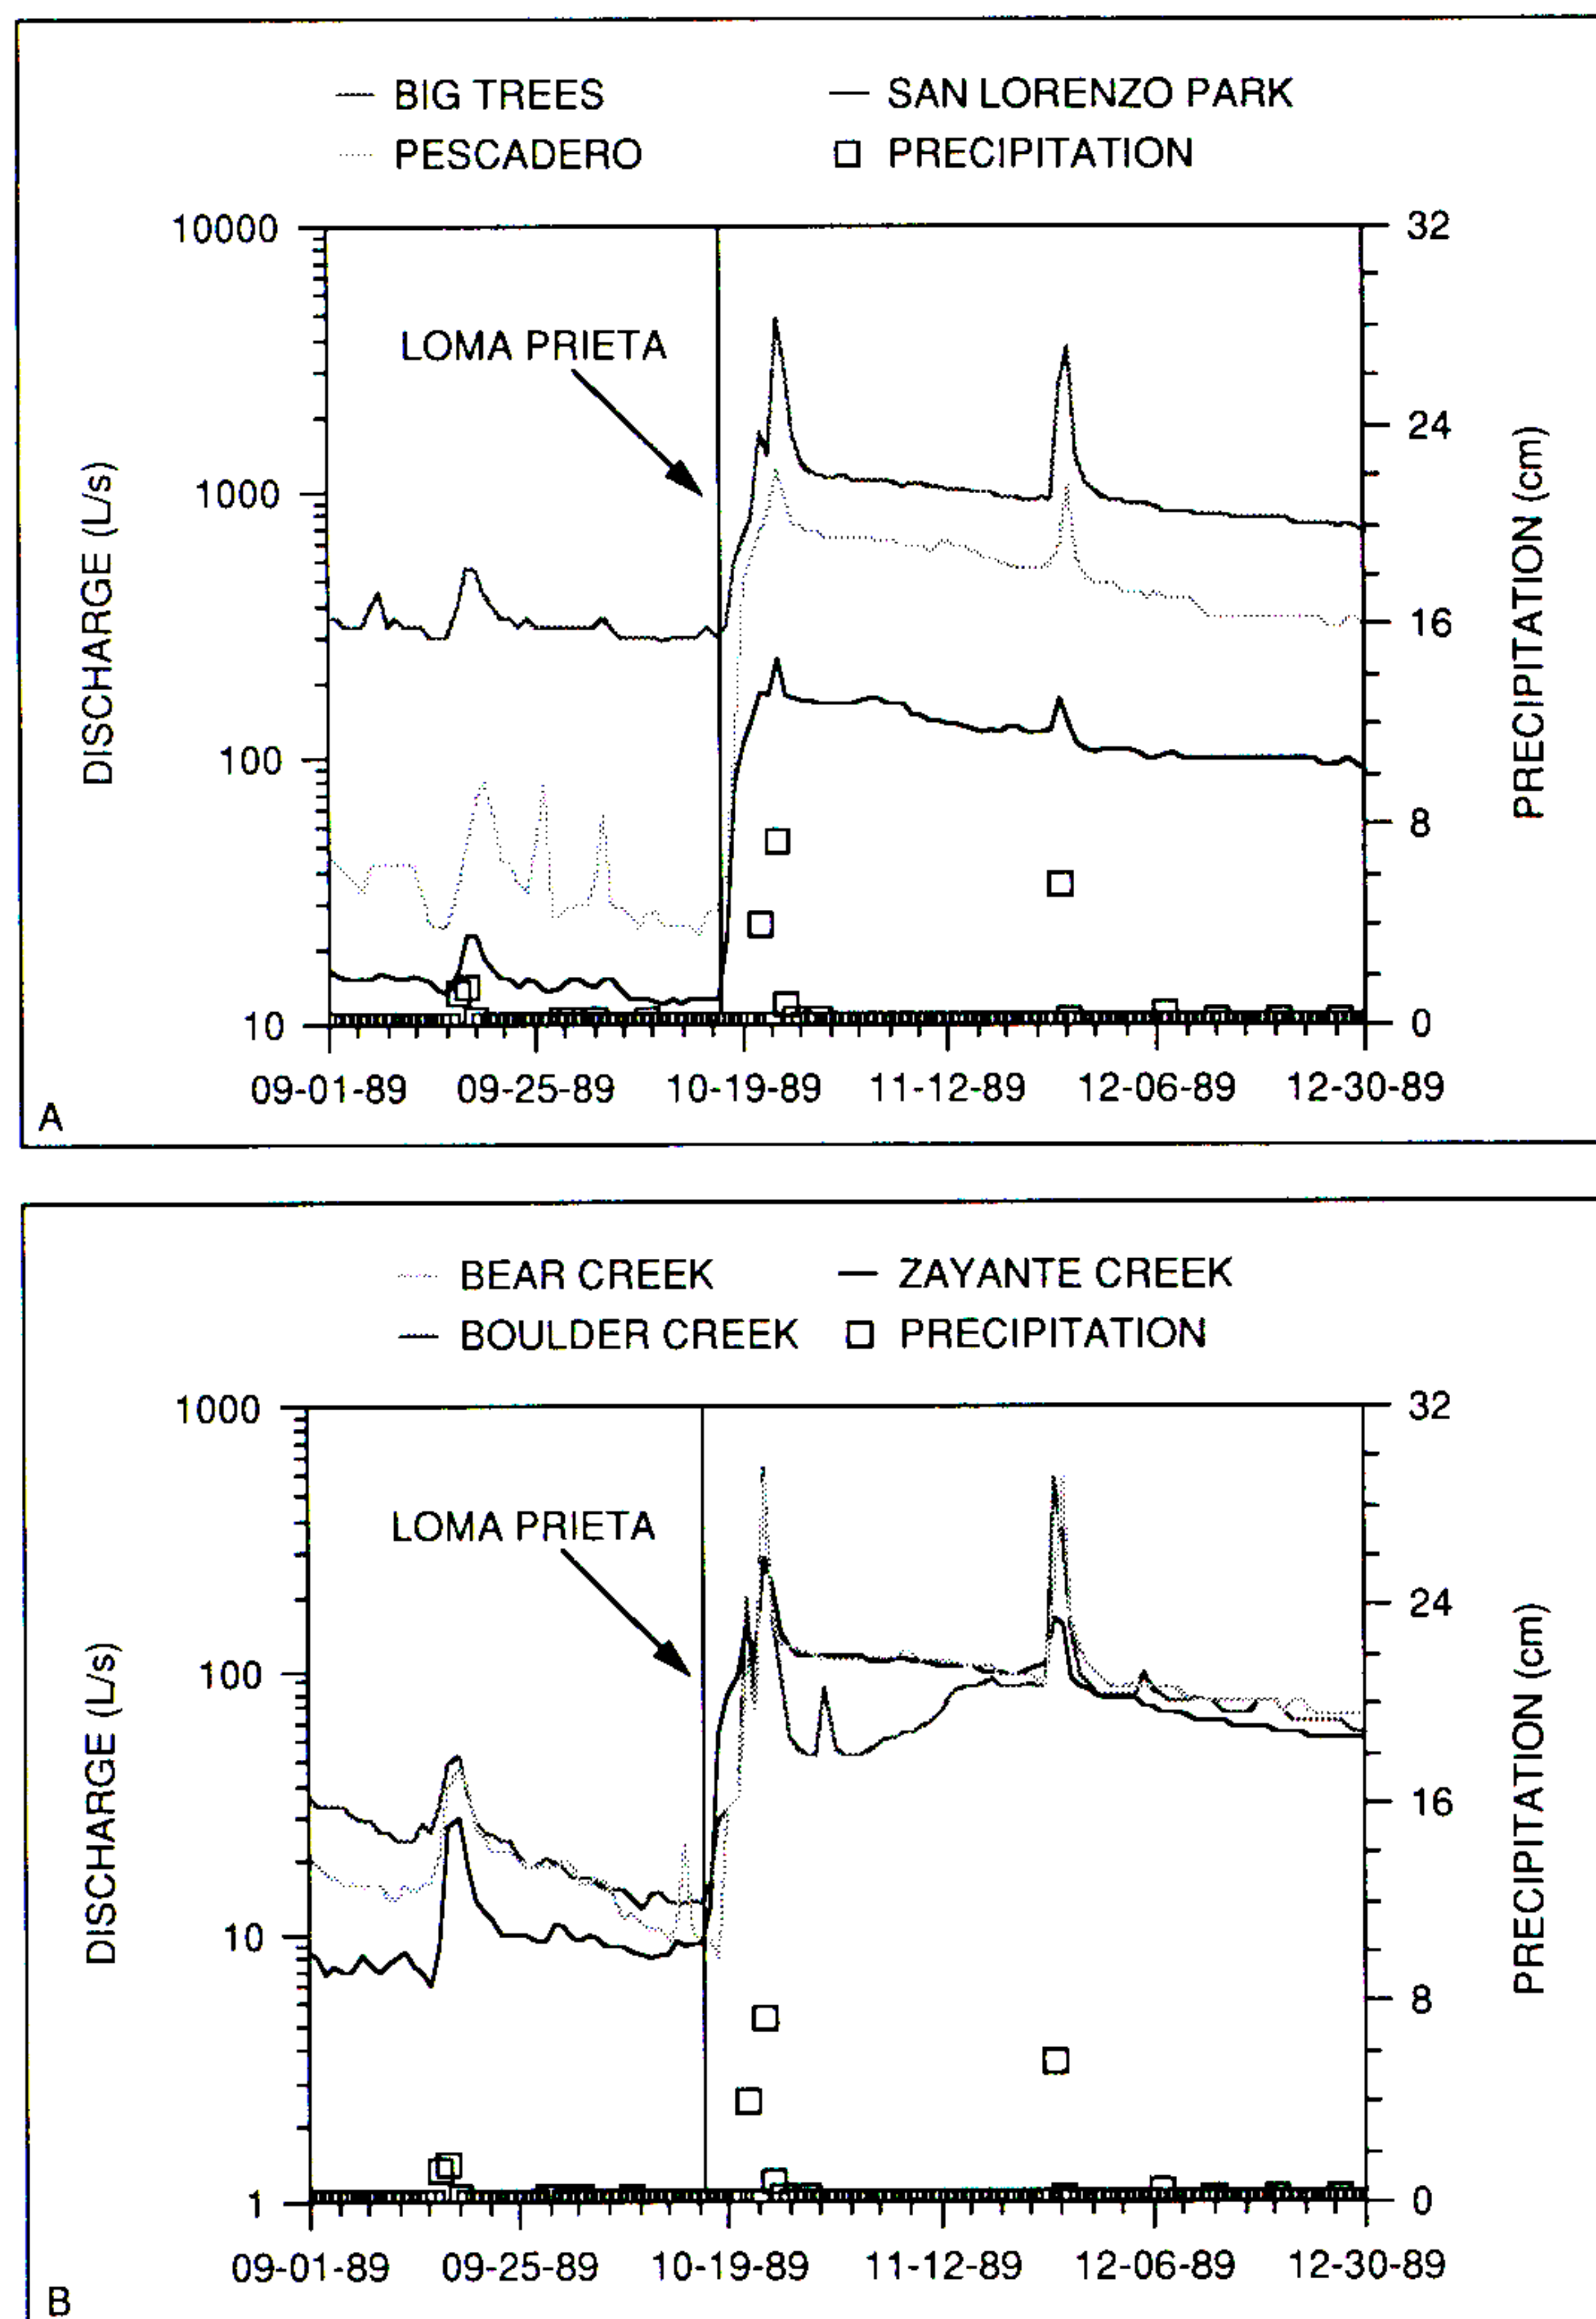 BIG TREES SAN LORENZO PARK
PESCADERO PRECIPITATION
10000 32
LOMA PRIETA
24
1000
16
100
8
10 0
DISCHARGE (L/s)
PRECIPITATION (cm)
09-01-89 09-25-89 10-19-89 11-12-89 12-06-89 12-30-89
A
BEAR CREEK ZAYANTE CREEK
BOULDER CREEK PRECIPITATION
1000 32
LOMA PRIETA
24
100
16
10
8
1 0
DISCHARGE (L/s)
PRECIPITATION (cm)
09-01-89 09-25-89 10-19-89 11-12-89 12-06-89 12-30-89
B